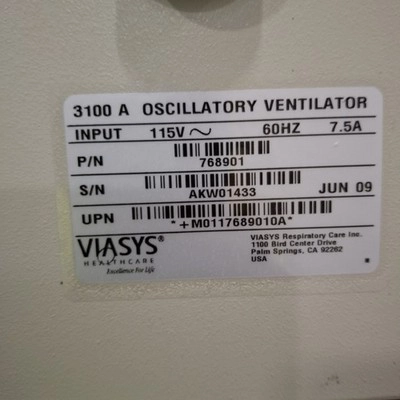 3100 A OSCILLATORY VENTILATOR
INPUT 115V ~ 60HZ 7.5A
P/N 768901
S/N AKW01433 JUN 09
UPN *+M0117689010A*
VIASYS®
HEALTHCARE
Excellence For Life
VIASYS Respiratory Care Inc.
1100 Bird Center Drive
Palm Springs, CA 92262
USA